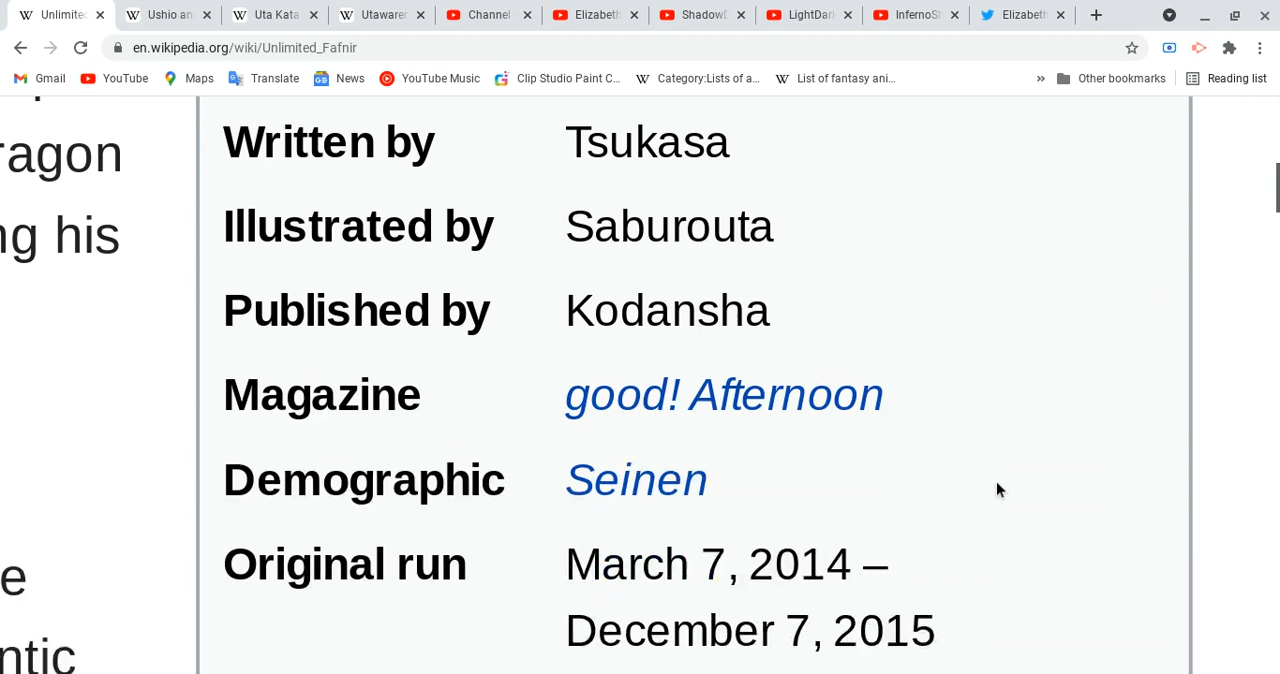 Unlimited
Ushio an
Uta Kata
Utawarer
Channel
Elizabeth
ShadowD
LightDar
InfernoSh
Elizabeth
en.wikipedia.org/wiki/Unlimited_Fafnir
Gmail
YouTube
Maps
Translate
News
YouTube Music
Clip Studio Paint C...
Category:Lists of a...
List of fantasy ani...
»
Other bookmarks
Reading list
ragon
ng his
e
ntic
Written by Tsukasa
Illustrated by Saburouta
Published by Kodansha
Magazine good! Afternoon
Demographic Seinen
Original run March 7, 2014 –
December 7, 2015